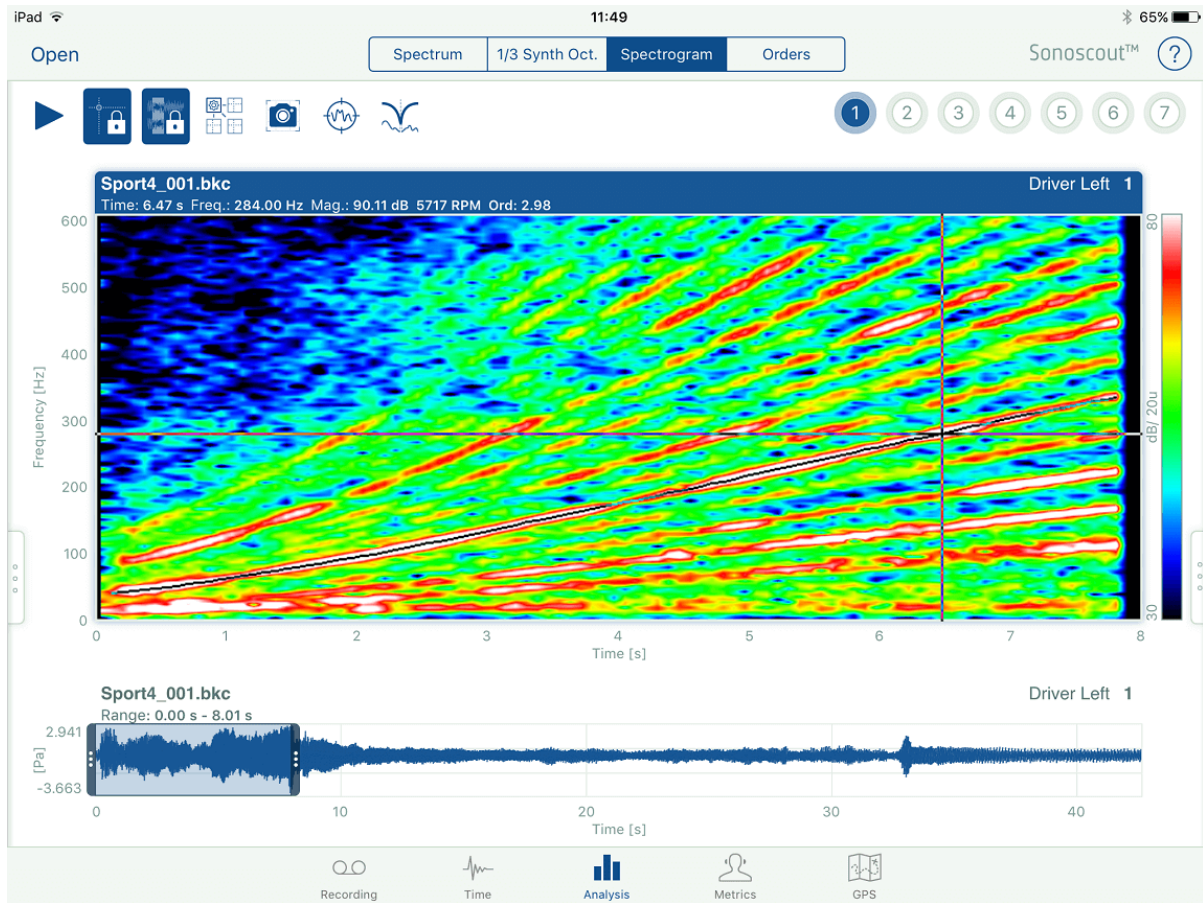 iPad 11:49 65%
Open Spectrum 1/3 Synth Oct. Spectrogram Orders Sonoscout™ ?
1 2 3 4 5 6 7
Sport4_001.bkc Driver Left 1
Time: 6.47 s Freq.: 284.00 Hz Mag.: 90.11 dB 5717 RPM Ord: 2.98
600
500
400
300
200
100
0
Frequency [Hz]
80
dB/ 20u
30
0 1 2 3 4 5 6 7 8
Time [s]
Sport4_001.bkc Driver Left 1
Range: 0.00 s - 8.01 s
2.941
[Pa]
-3.663
0 10 20 30 40
Time [s]
Recording Time Analysis Metrics GPS